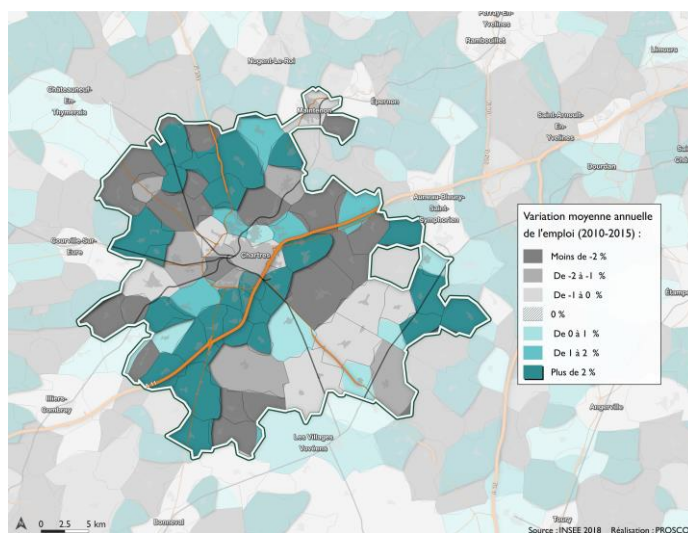 Perray-En-
Yvelines
Rambouillet
Limours
Nogent-Le-Roi
Châteauneuf-
En-
Thymerais
Maintenon
Épernon
Saint-Arnoult-
En-
Yvelines
Dourdan
Auneau-Bleury-
Saint-
Symphorien
Courville-Sur-
Eure
Chartres
Variation moyenne annuelle
de l'emploi (2010-2015) :
Moins de -2 %
De -2 à -1 %
De -1 à 0 %
0 %
De 0 à 1 %
De 1 à 2 %
Plus de 2 %
Illiers-
Combray
Angerville
Les Villages
Vovéens
Bonneval
Toury
0 2.5 5 km
Source : INSEE 2018 Réalisation : PROSCO